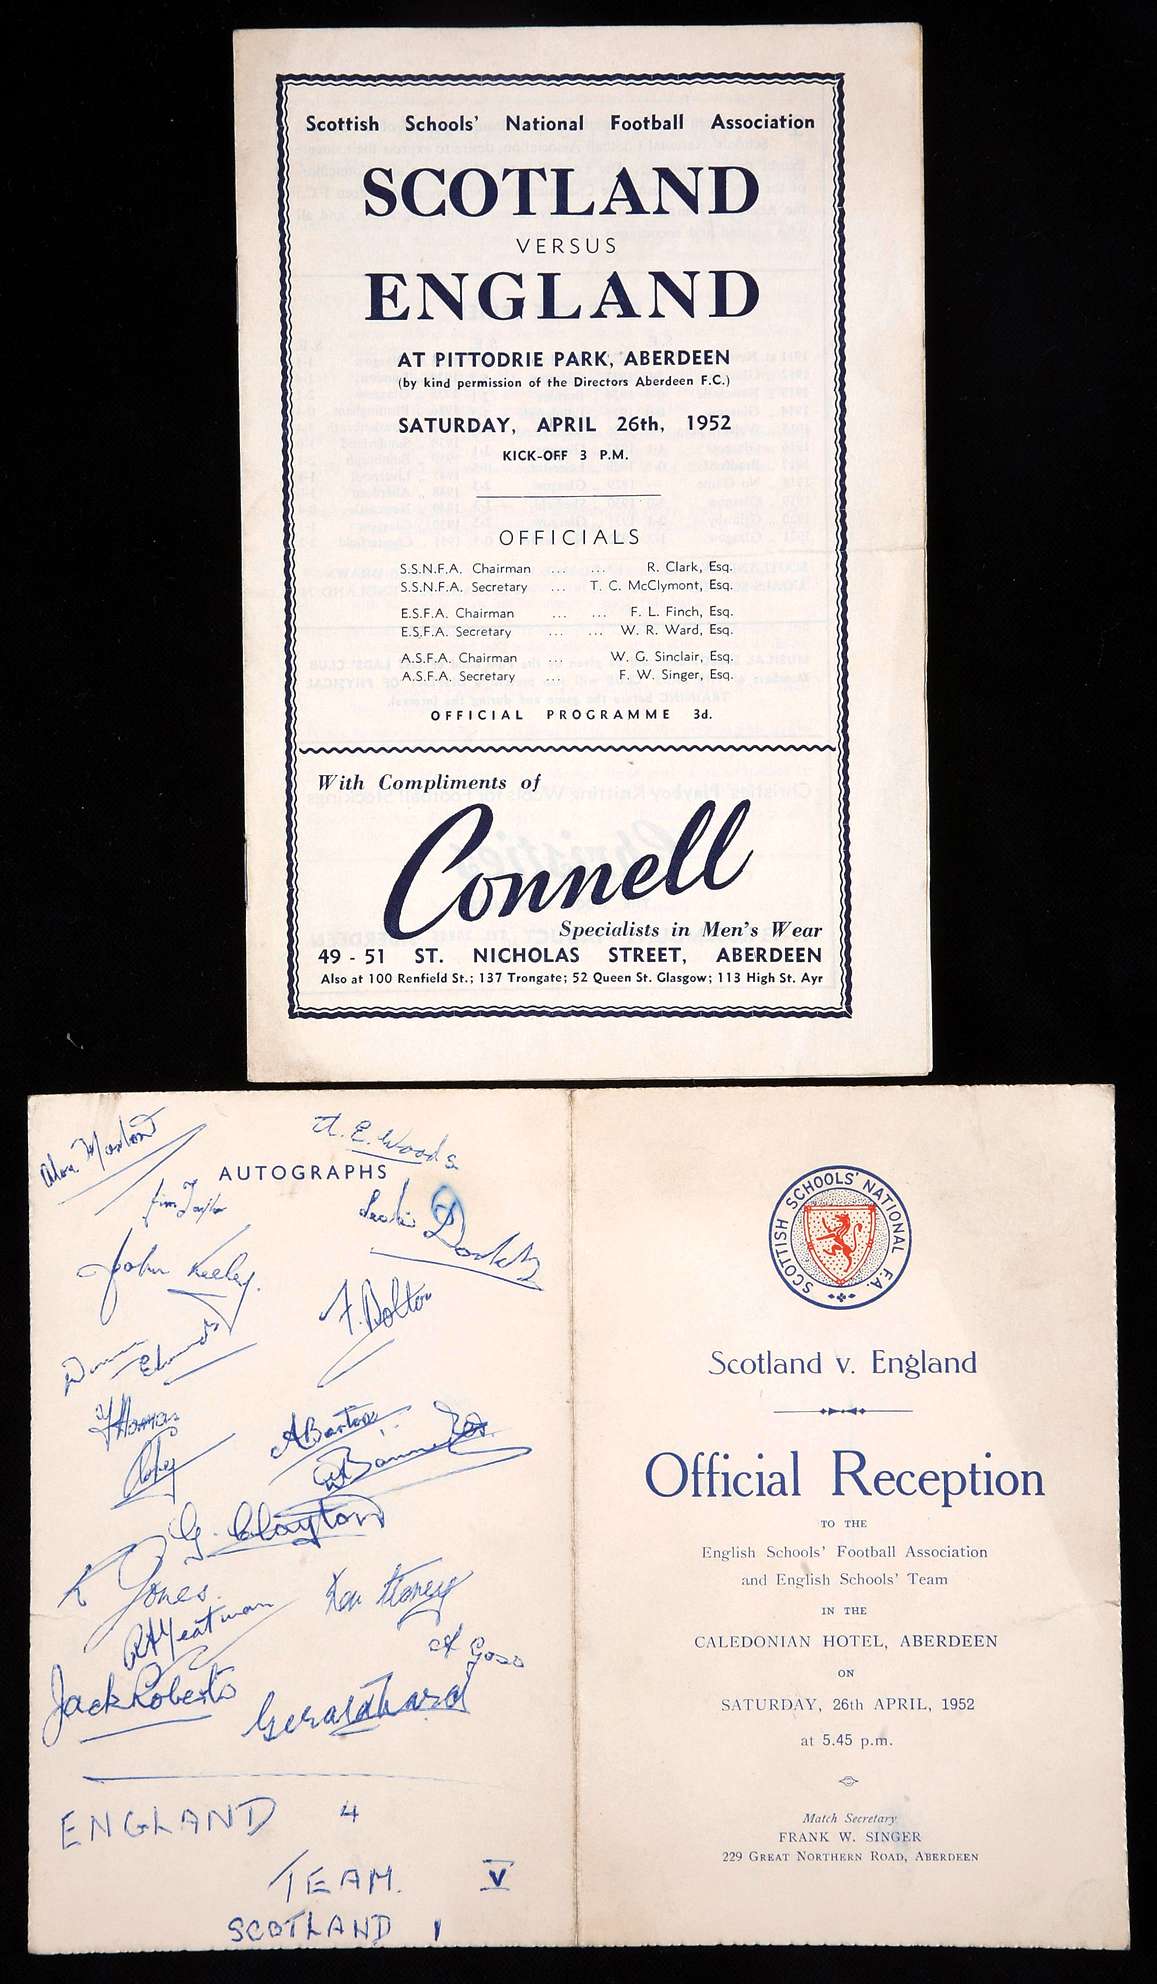 Scottish Schools' National Football Association
SCOTLAND
VERSUS
ENGLAND
AT PITTODRIE PARK, ABERDEEN
(by kind permission of the Directors Aberdeen F.C.)
SATURDAY, APRIL 26th, 1952
KICK-OFF 3 P.M.
OFFICIALS
S.S.N.F.A. Chairman ... ... R. Clark, Esq.
S.S.N.F.A. Secretary ... T. C. McClymont, Esq.
E.S.F.A. Chairman ... ... F. L. Finch, Esq.
E.S.F.A. Secretary ... ... W. R. Ward, Esq.
A.S.F.A. Chairman ... W. G. Sinclair, Esq.
A.S.F.A. Secretary ... F. W. Singer, Esq.
OFFICIAL PROGRAMME 3d.
With Compliments of
Connell
Specialists in Men's Wear
49 - 51 ST. NICHOLAS STREET, ABERDEEN
Also at 100 Renfield St.; 137 Trongate; 52 Queen St. Glasgow; 113 High St. Ayr
A. E. Woods
AUTOGRAPHS
Jim Taylor
John Keeley.
F. Bolton
A Barton
G. Clayton
K Jones.
Ken Storey
R H Yeatman
Jack Roberts
Gerald Ward
ENGLAND 4
TEAM. V
SCOTLAND 1
SCOTTISH SCHOOLS' NATIONAL F.A.
Scotland v. England
Official Reception
TO THE
English Schools' Football Association
and English Schools' Team
IN THE
CALEDONIAN HOTEL, ABERDEEN
ON
SATURDAY, 26th APRIL, 1952
at 5.45 p.m.
Match Secretary
FRANK W. SINGER
229 GREAT NORTHERN ROAD, ABERDEEN